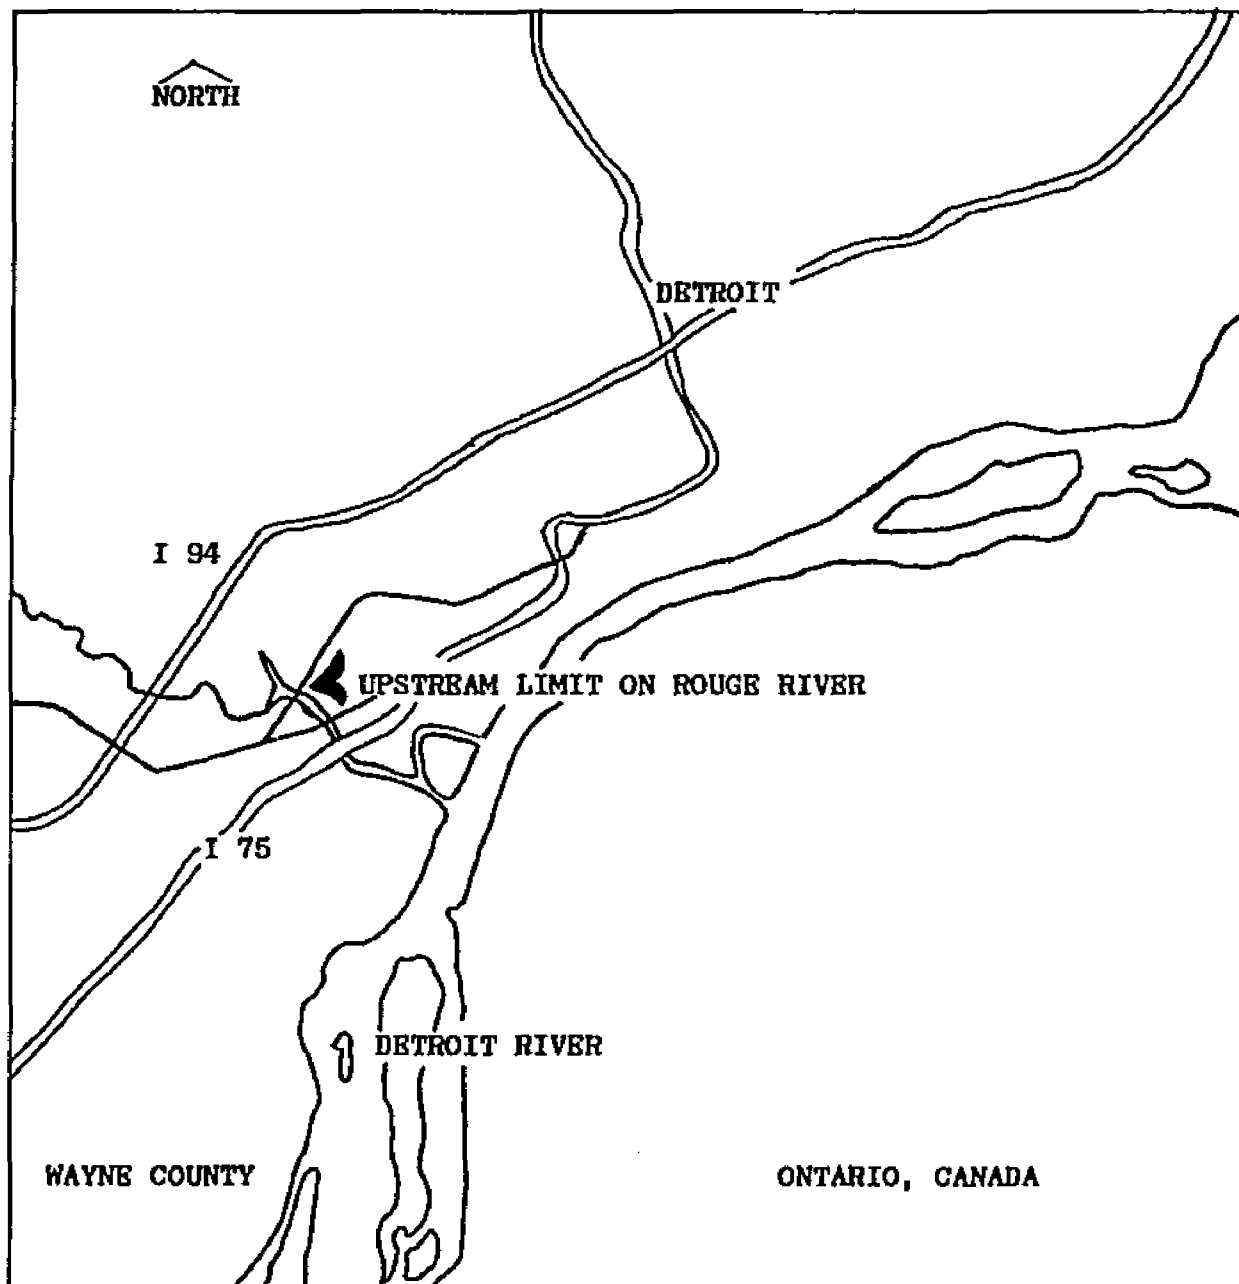 NORTH
DETROIT
I 94
UPSTREAM LIMIT ON ROUGE RIVER
I 75
DETROIT RIVER
WAYNE COUNTY
ONTARIO, CANADA